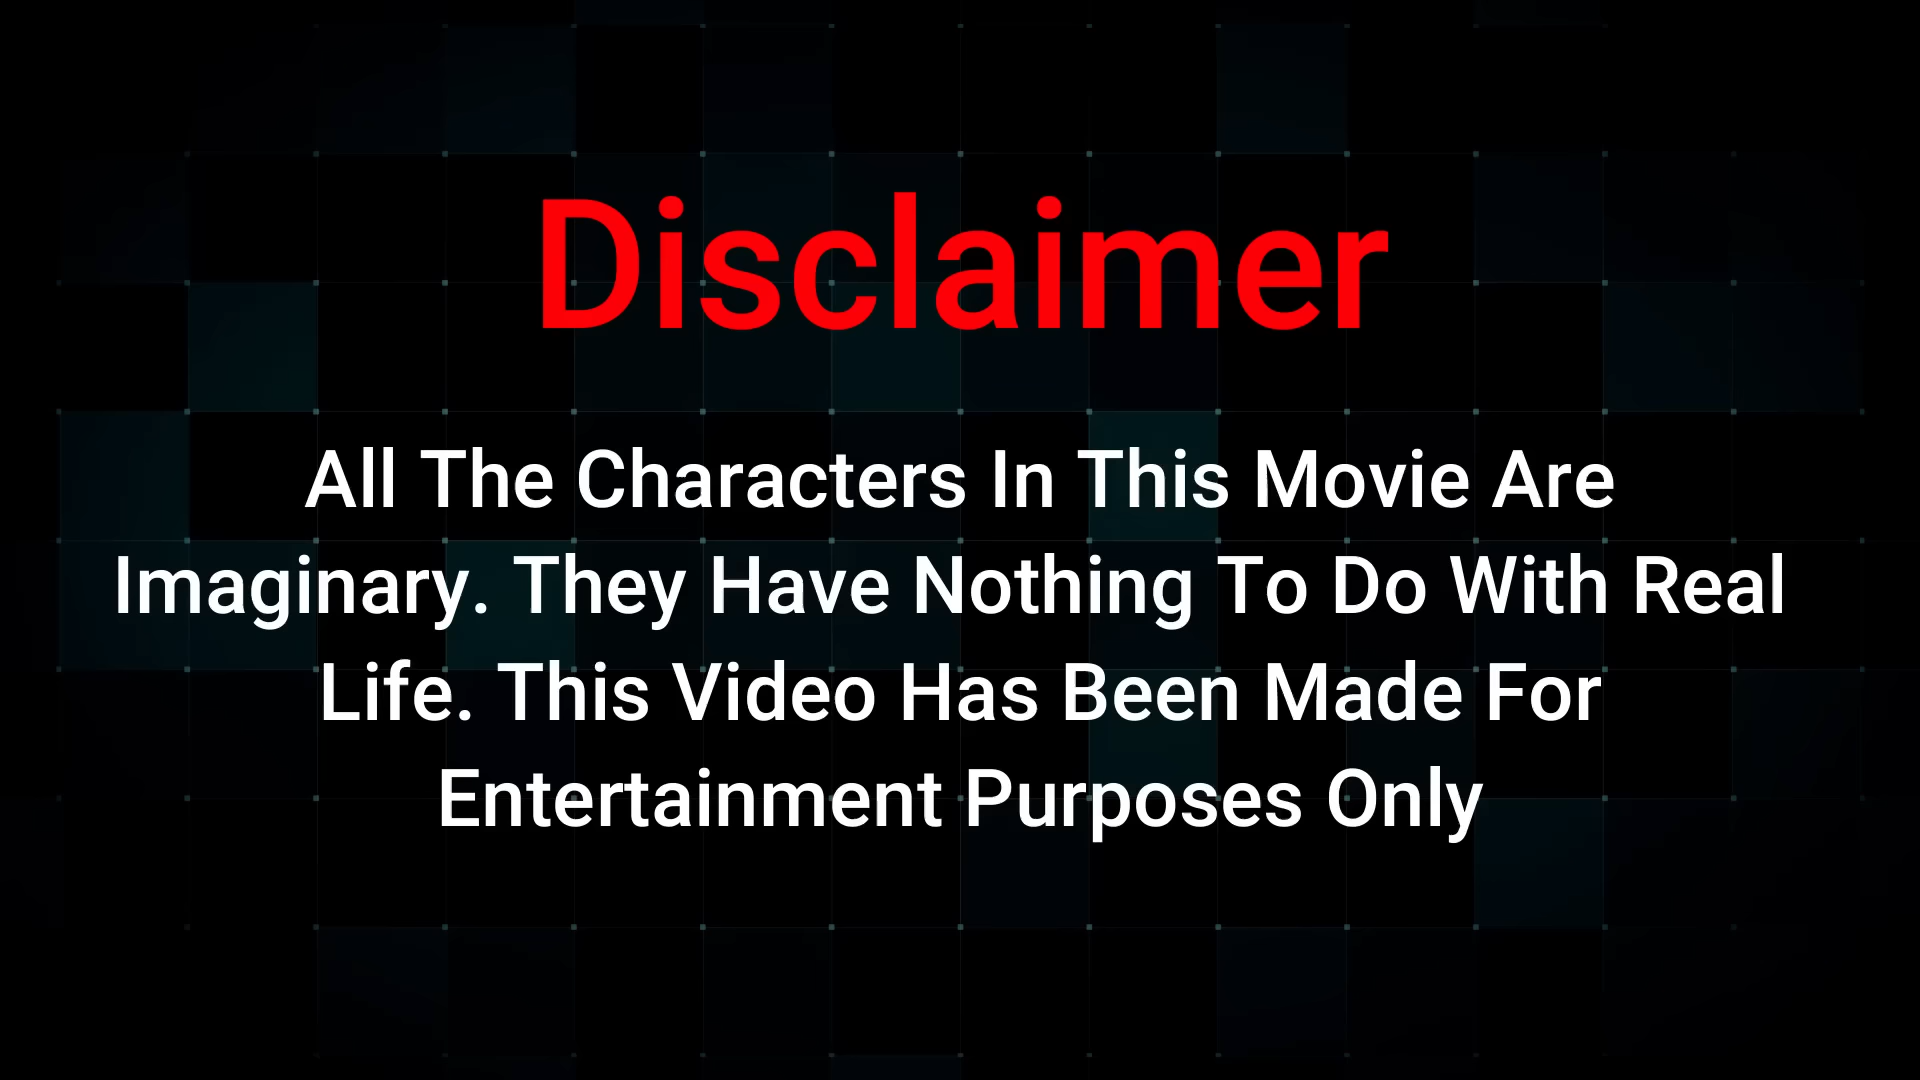 Disclaimer
All The Characters In This Movie Are
Imaginary. They Have Nothing To Do With Real
Life. This Video Has Been Made For
Entertainment Purposes Only